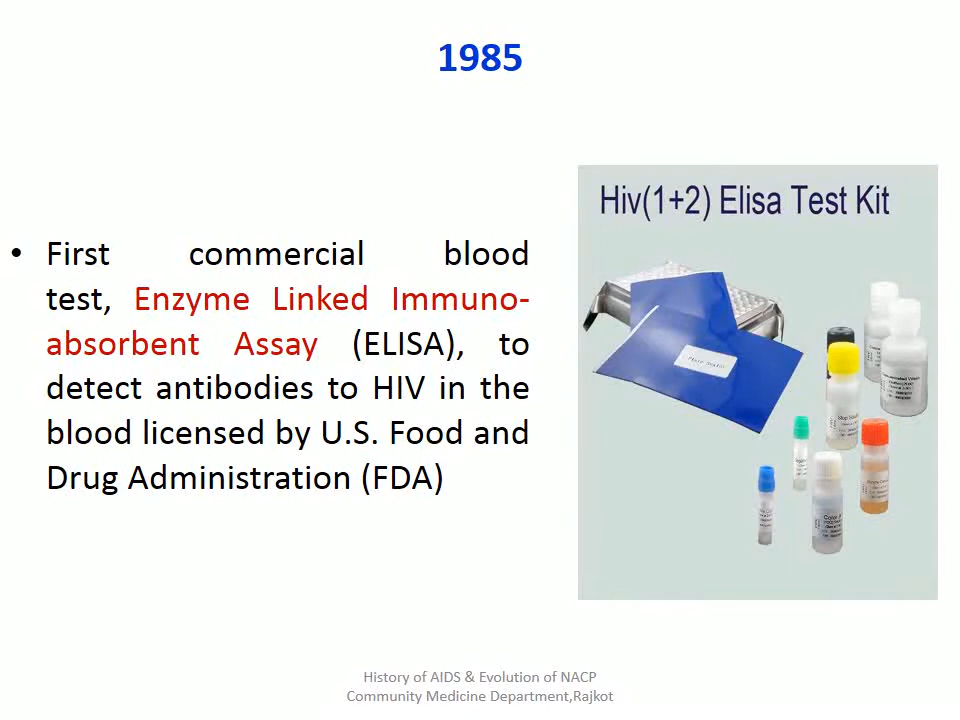 1985
• First commercial blood
test, Enzyme Linked Immuno-
absorbent Assay (ELISA), to
detect antibodies to HIV in the
blood licensed by U.S. Food and
Drug Administration (FDA)
Hiv(1+2) Elisa Test Kit
History of AIDS & Evolution of NACP
Community Medicine Department,Rajkot